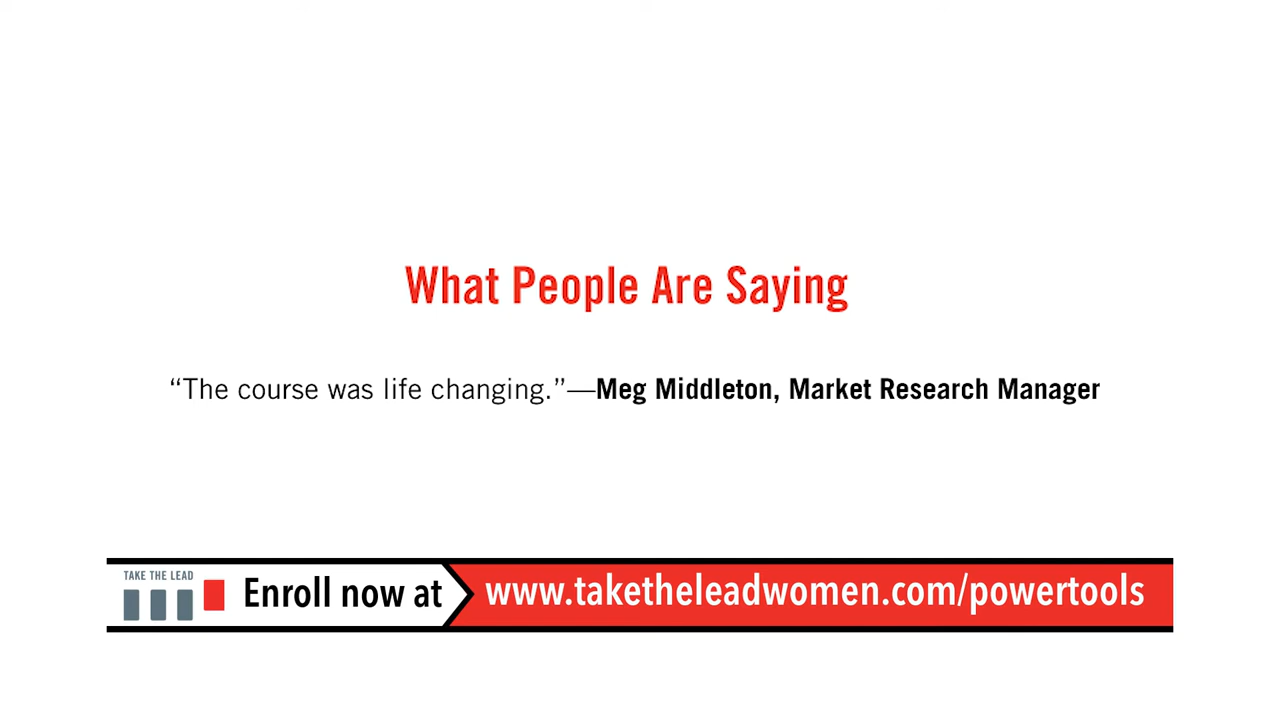 What People Are Saying
“The course was life changing.”—Meg Middleton, Market Research Manager
TAKE THE LEAD
Enroll now at
www.taketheleadwomen.com/powertools